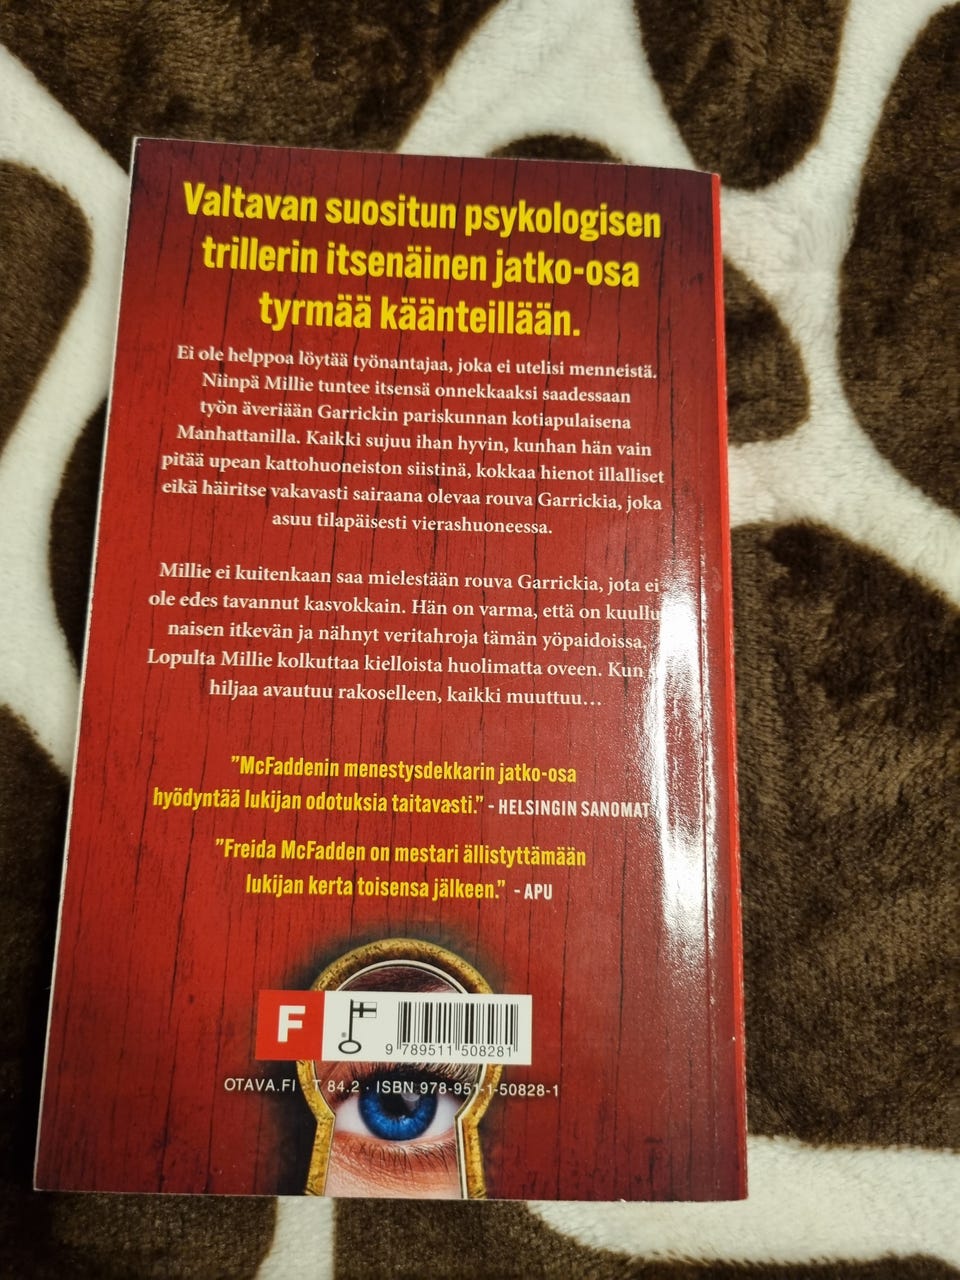 Valtavan suositun psykologisen
trillerin itsenäinen jatko-osa
tyrmää käänteillään.
Ei ole helppoa löytää työnantajaa, joka ei utelisi menneistä.
Niinpä Millie tuntee itsensä onnekkaaksi saadessaan
työn äveriään Garrickin pariskunnan kotiapulaisena
Manhattanilla. Kaikki sujuu ihan hyvin, kunhan hän vain
pitää upean kattohuoneiston siistinä, kokkaa hienot illalliset
eikä häiritse vakavasti sairaana olevaa rouva Garrickia, joka
asuu tilapäisesti vierashuoneessa.
Millie ei kuitenkaan saa mielestään rouva Garrickia, jota ei
ole edes tavannut kasvokkain. Hän on varma, että on kuullu
naisen itkevän ja nähnyt veritahroja tämän yöpaidoissa.
Lopulta Millie kolkuttaa kielloista huolimatta oveen. Kun
hiljaa avautuu rakoselleen, kaikki muuttuu…
”McFaddenin menestysdekkarin jatko-osa
hyödyntää lukijan odotuksia taitavasti.” - HELSINGIN SANOMAT
”Freida McFadden on mestari ällistyttämään
lukijan kerta toisensa jälkeen.” - APU
F
®
9 789511 508281
OTAVA.FI · T 84.2 · ISBN 978-951-1-50828-1